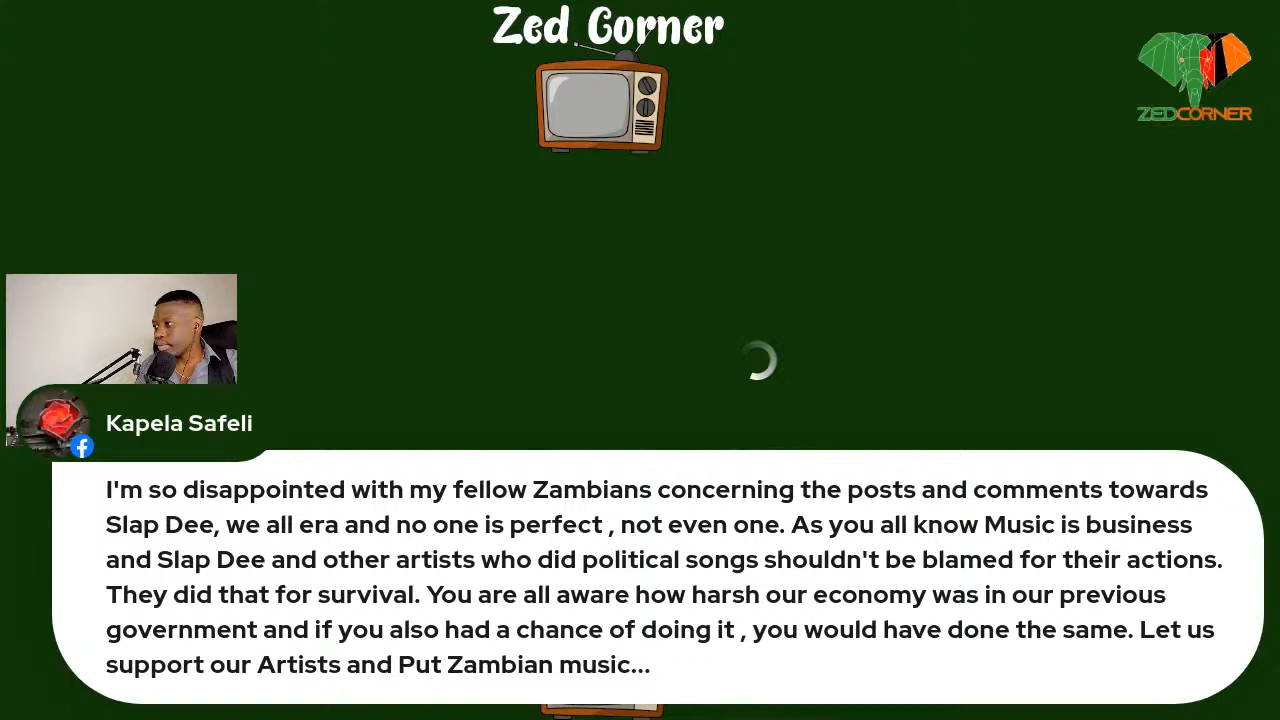 Zed Corner
ZEDCORNER
Kapela Safeli
I'm so disappointed with my fellow Zambians concerning the posts and comments towards
Slap Dee, we all era and no one is perfect , not even one. As you all know Music is business
and Slap Dee and other artists who did political songs shouldn't be blamed for their actions.
They did that for survival. You are all aware how harsh our economy was in our previous
government and if you also had a chance of doing it , you would have done the same. Let us
support our Artists and Put Zambian music...